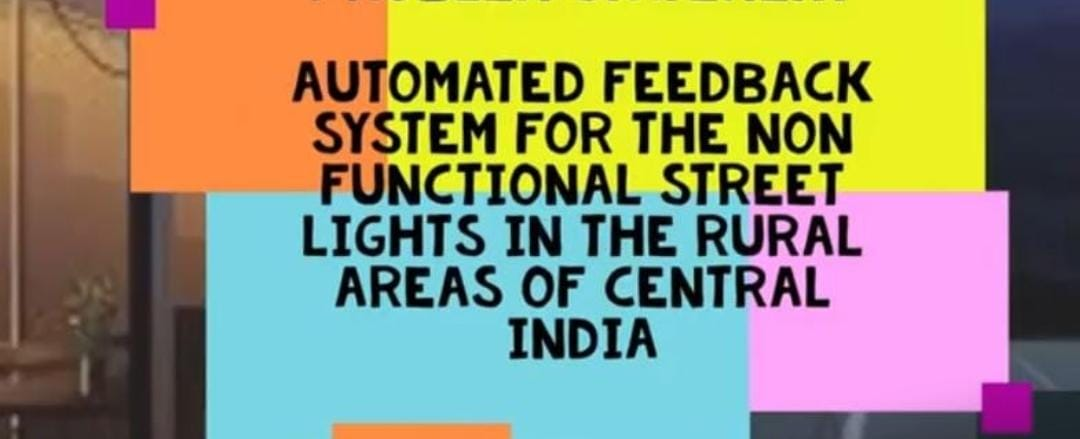 AUTOMATED FEEDBACK
SYSTEM FOR THE NON
FUNCTIONAL STREET
LIGHTS IN THE RURAL
AREAS OF CENTRAL
INDIA